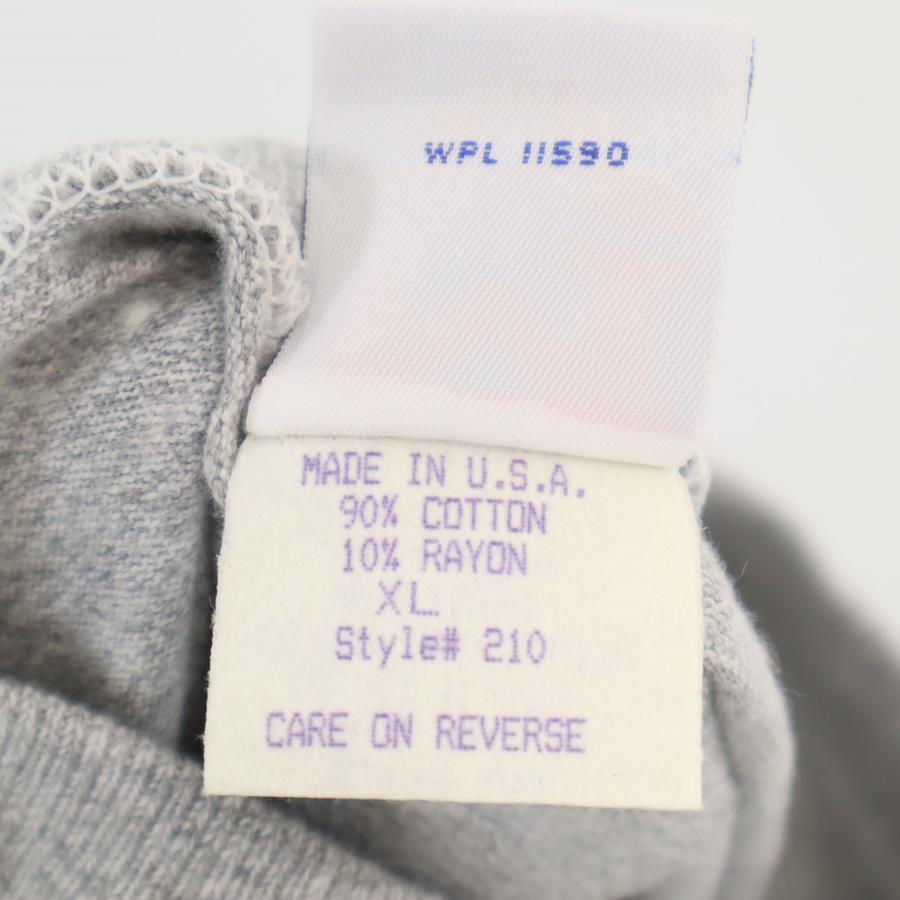 WPL 11590
MADE IN U.S.A.
90% COTTON
10% RAYON
XL
Style# 210
CARE ON REVERSE